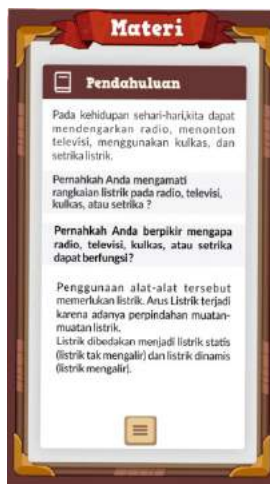 Materi
Pendahuluan
Pada kehidupan sehari-hari,kita dapat
mendengarkan radio, menonton
televisi, menggunakan kulkas, dan
setrika listrik.
Pernahkah Anda mengamati
rangkaian listrik pada radio, televisi,
kulkas, atau setrika ?
Pernahkah Anda berpikir mengapa
radio, televisi, kulkas, atau setrika
dapat berfungsi?
Penggunaan alat-alat tersebut
memerlukan listrik. Arus Listrik terjadi
karena adanya perpindahan muatan-
muatan listrik.
Listrik dibedakan menjadi listrik statis
(listrik tak mengalir) dan listrik dinamis
(listrik mengalir).